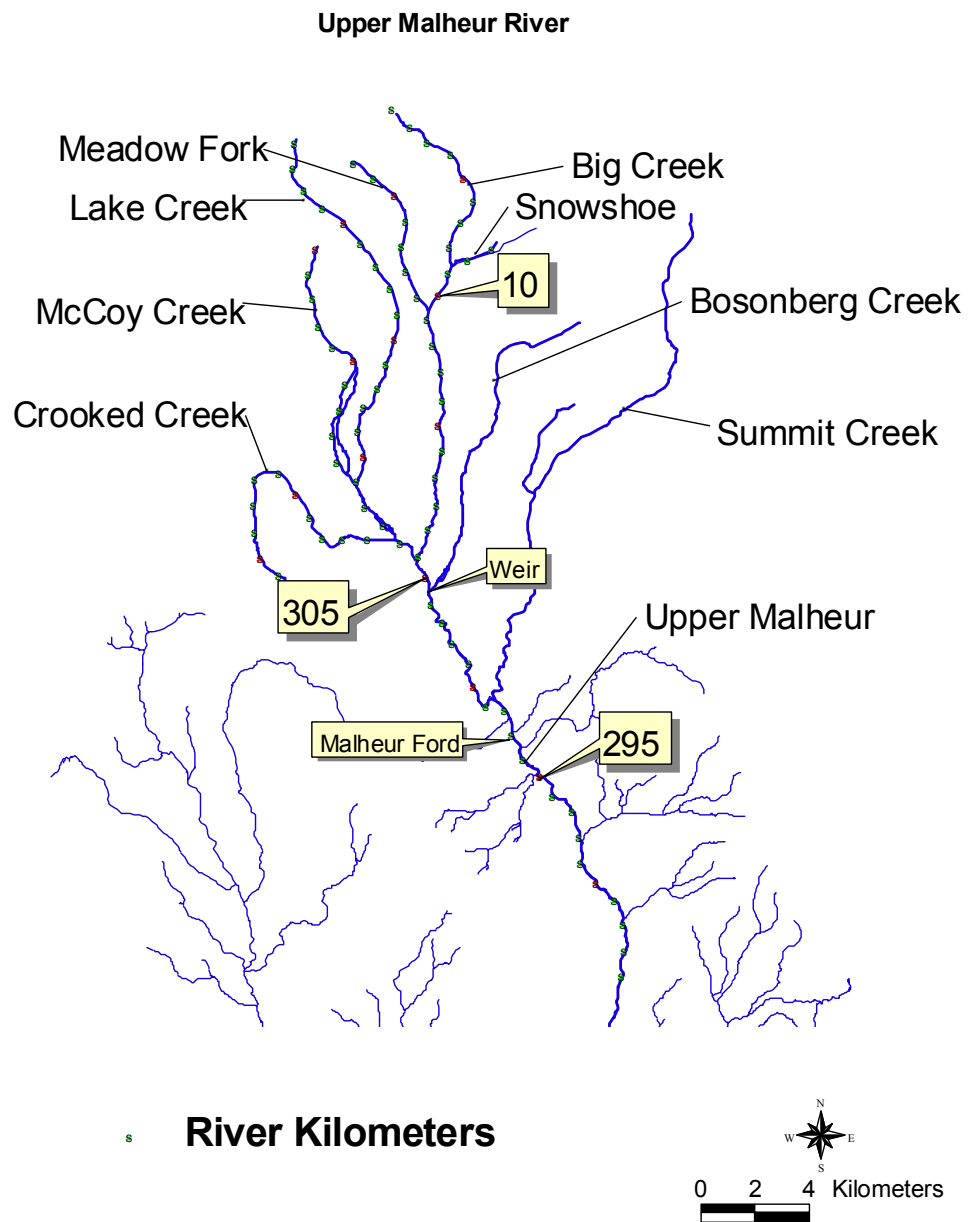 Upper Malheur River
Meadow Fork
Big Creek
Lake Creek
Snowshoe
10
McCoy Creek
Bosonberg Creek
Crooked Creek
Summit Creek
Weir
305
Upper Malheur
Malheur Ford
295
s River Kilometers
N
W E
S
0 2 4 Kilometers